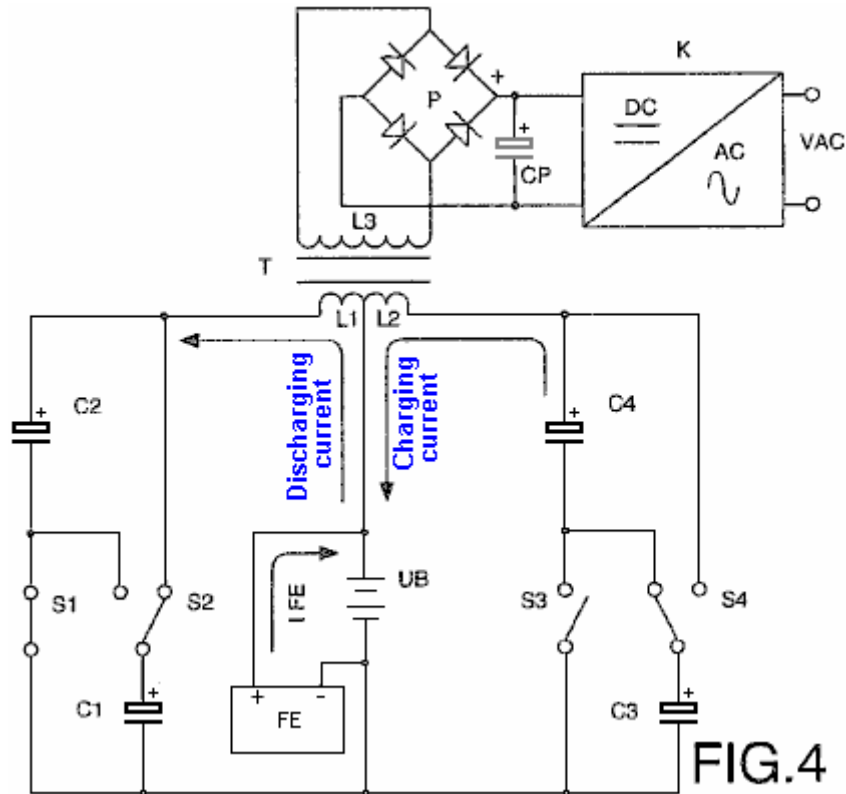 K
P
+
DC
AC
VAC
+
CP
L3
T
L1
L2
Discharging
current
Charging
current
C2
+
C4
+
S1
S2
I FE
UB
S3
S4
C1
+
+
-
FE
C3
+
FIG.4